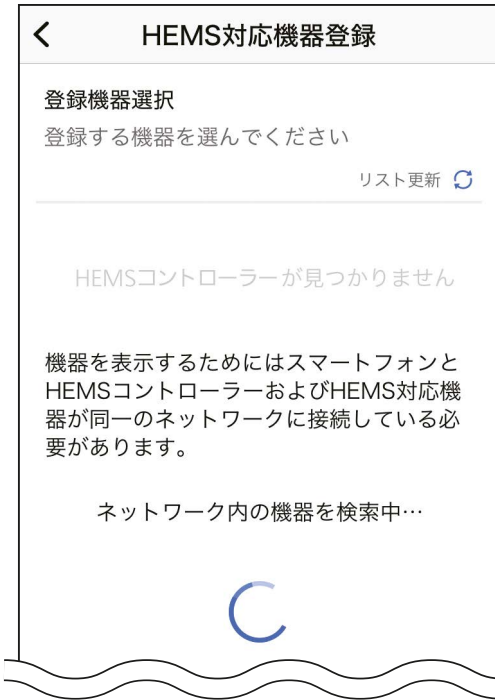 HEMS対応機器登録
登録機器選択
登録する機器を選んでください
リスト更新
HEMSコントローラーが見つかりません
機器を表示するためにはスマートフォンと
HEMSコントローラーおよびHEMS対応機
器が同一のネットワークに接続している必
要があります。
ネットワーク内の機器を検索中…